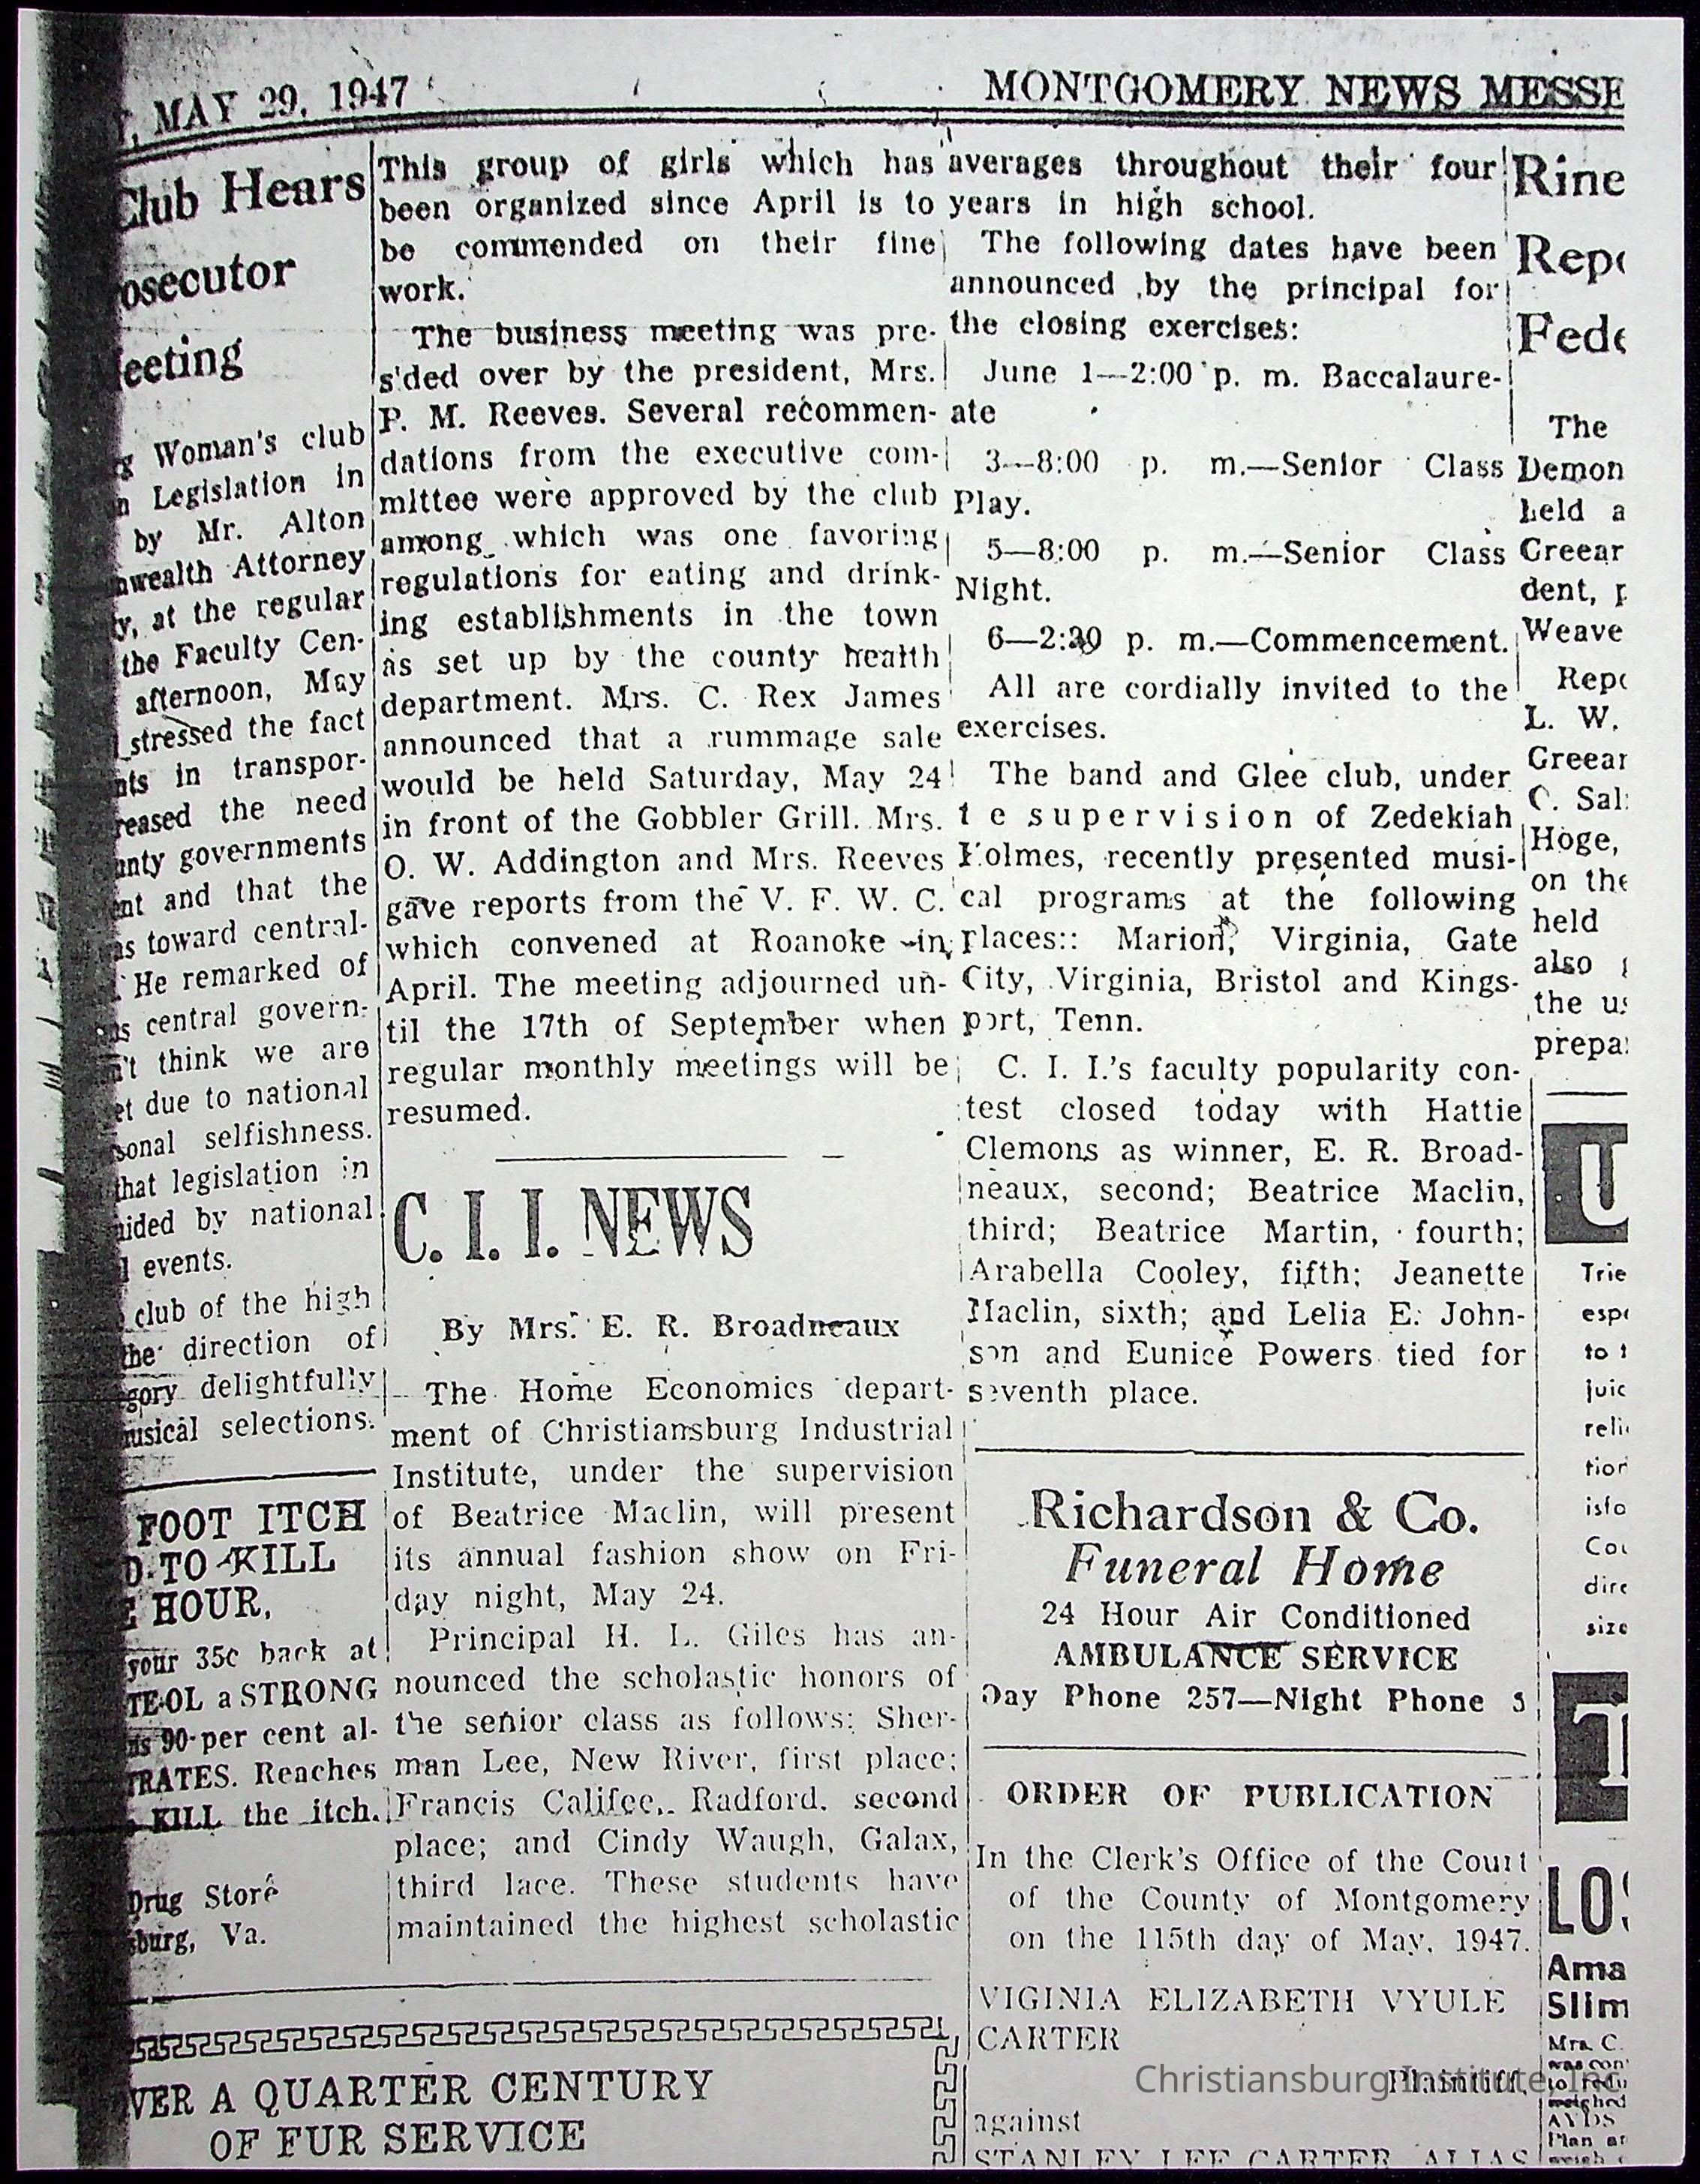 MAY 29, 1947
MONTGOMERY NEWS
Club Hears
eeting
Woman's club
Legislation in
by Mr. Alton
Attorney
at the regular
the Faculty Cen-
afternoon, May
stressed the fact
in transpor-
the need
governments
and that the
toward central-
He remarked of
central govern-
think we are
due to national
selfishness.
that legislation in
by national
events.
club of the high
the direction of
delightfully
selections.
FOOT ITCH
TO KILL
HOUR,
your 35c back at
TE-OL a STRONG
90-per cent al-
Reaches
KILL the itch.
Drug Store
Va.
This group of girls which has
been organized since April is to
be commended on their fine
work.
The business meeting was pre-
s'ded over by the president, Mrs.
P. M. Reeves. Several recommen-
dations from the executive com-
mittee were approved by the club
among which was one favoring
regulations for eating and drink-
ing establishments in the town
as set up by the county health
department. Mrs. C. Rex James
announced that a rummage sale
would be held Saturday, May 24
in front of the Gobbler Grill. Mrs.
O. W. Addington and Mrs. Reeves
gave reports from the V. F. W. C.
which convened at Roanoke in
April. The meeting adjourned un-
til the 17th of September when
regular monthly meetings will be
resumed.
C. I. I. NEWS
By Mrs. E. R. Broadneaux
The Home Economics depart-
ment of Christiansburg Industrial
Institute, under the supervision
of Beatrice Maclin, will present
its annual fashion show on Fri-
day night, May 24.
Principal H. L. Giles has an-
nounced the scholastic honors of
the senior class as follows: Sher-
man Lee, New River, first place;
Francis Califee, Radford, second
place; and Cindy Waugh, Galax,
third lace. These students have
maintained the highest scholastic
averages throughout their four
years in high school.
The following dates have been
announced by the principal for
the closing exercises:
June 1—2:00 p. m. Baccalaure-
ate
3—8:00 p. m.—Senior Class
Play.
5—8:00 p. m.—Senior Class
Night.
6—2:30 p. m.—Commencement.
All are cordially invited to the
exercises.
The band and Glee club, under
t e supervision of Zedekiah
Holmes, recently presented musi-
cal programs at the following
places:: Marion, Virginia, Gate
City, Virginia, Bristol and Kings-
port, Tenn.
C. I. I.'s faculty popularity con-
test closed today with Hattie
Clemons as winner, E. R. Broad-
neaux, second; Beatrice Maclin,
third; Beatrice Martin, fourth;
Arabella Cooley, fifth; Jeanette
Maclin, sixth; and Lelia E. John-
son and Eunice Powers tied for
seventh place.
Richardson & Co.
Funeral Home
24 Hour Air Conditioned
AMBULANCE SERVICE
Day Phone 257—Night Phone 3
ORDER OF PUBLICATION
In the Clerk's Office of the Court
of the County of Montgomery
on the 115th day of May, 1947.
VIGINIA ELIZABETH VYULE
CARTER
Plaintiff,
against
STANLEY LEE CARTER ALIAS
Rine
The
Demon
held a
Greear
dent,
Weave
L. W.
Greear
C.
Hoge,
on the
held
also
the
A QUARTER CENTURY
OF FUR SERVICE
Slim
Mrs. C.
AYDS
Christiansburg Institute, Inc.